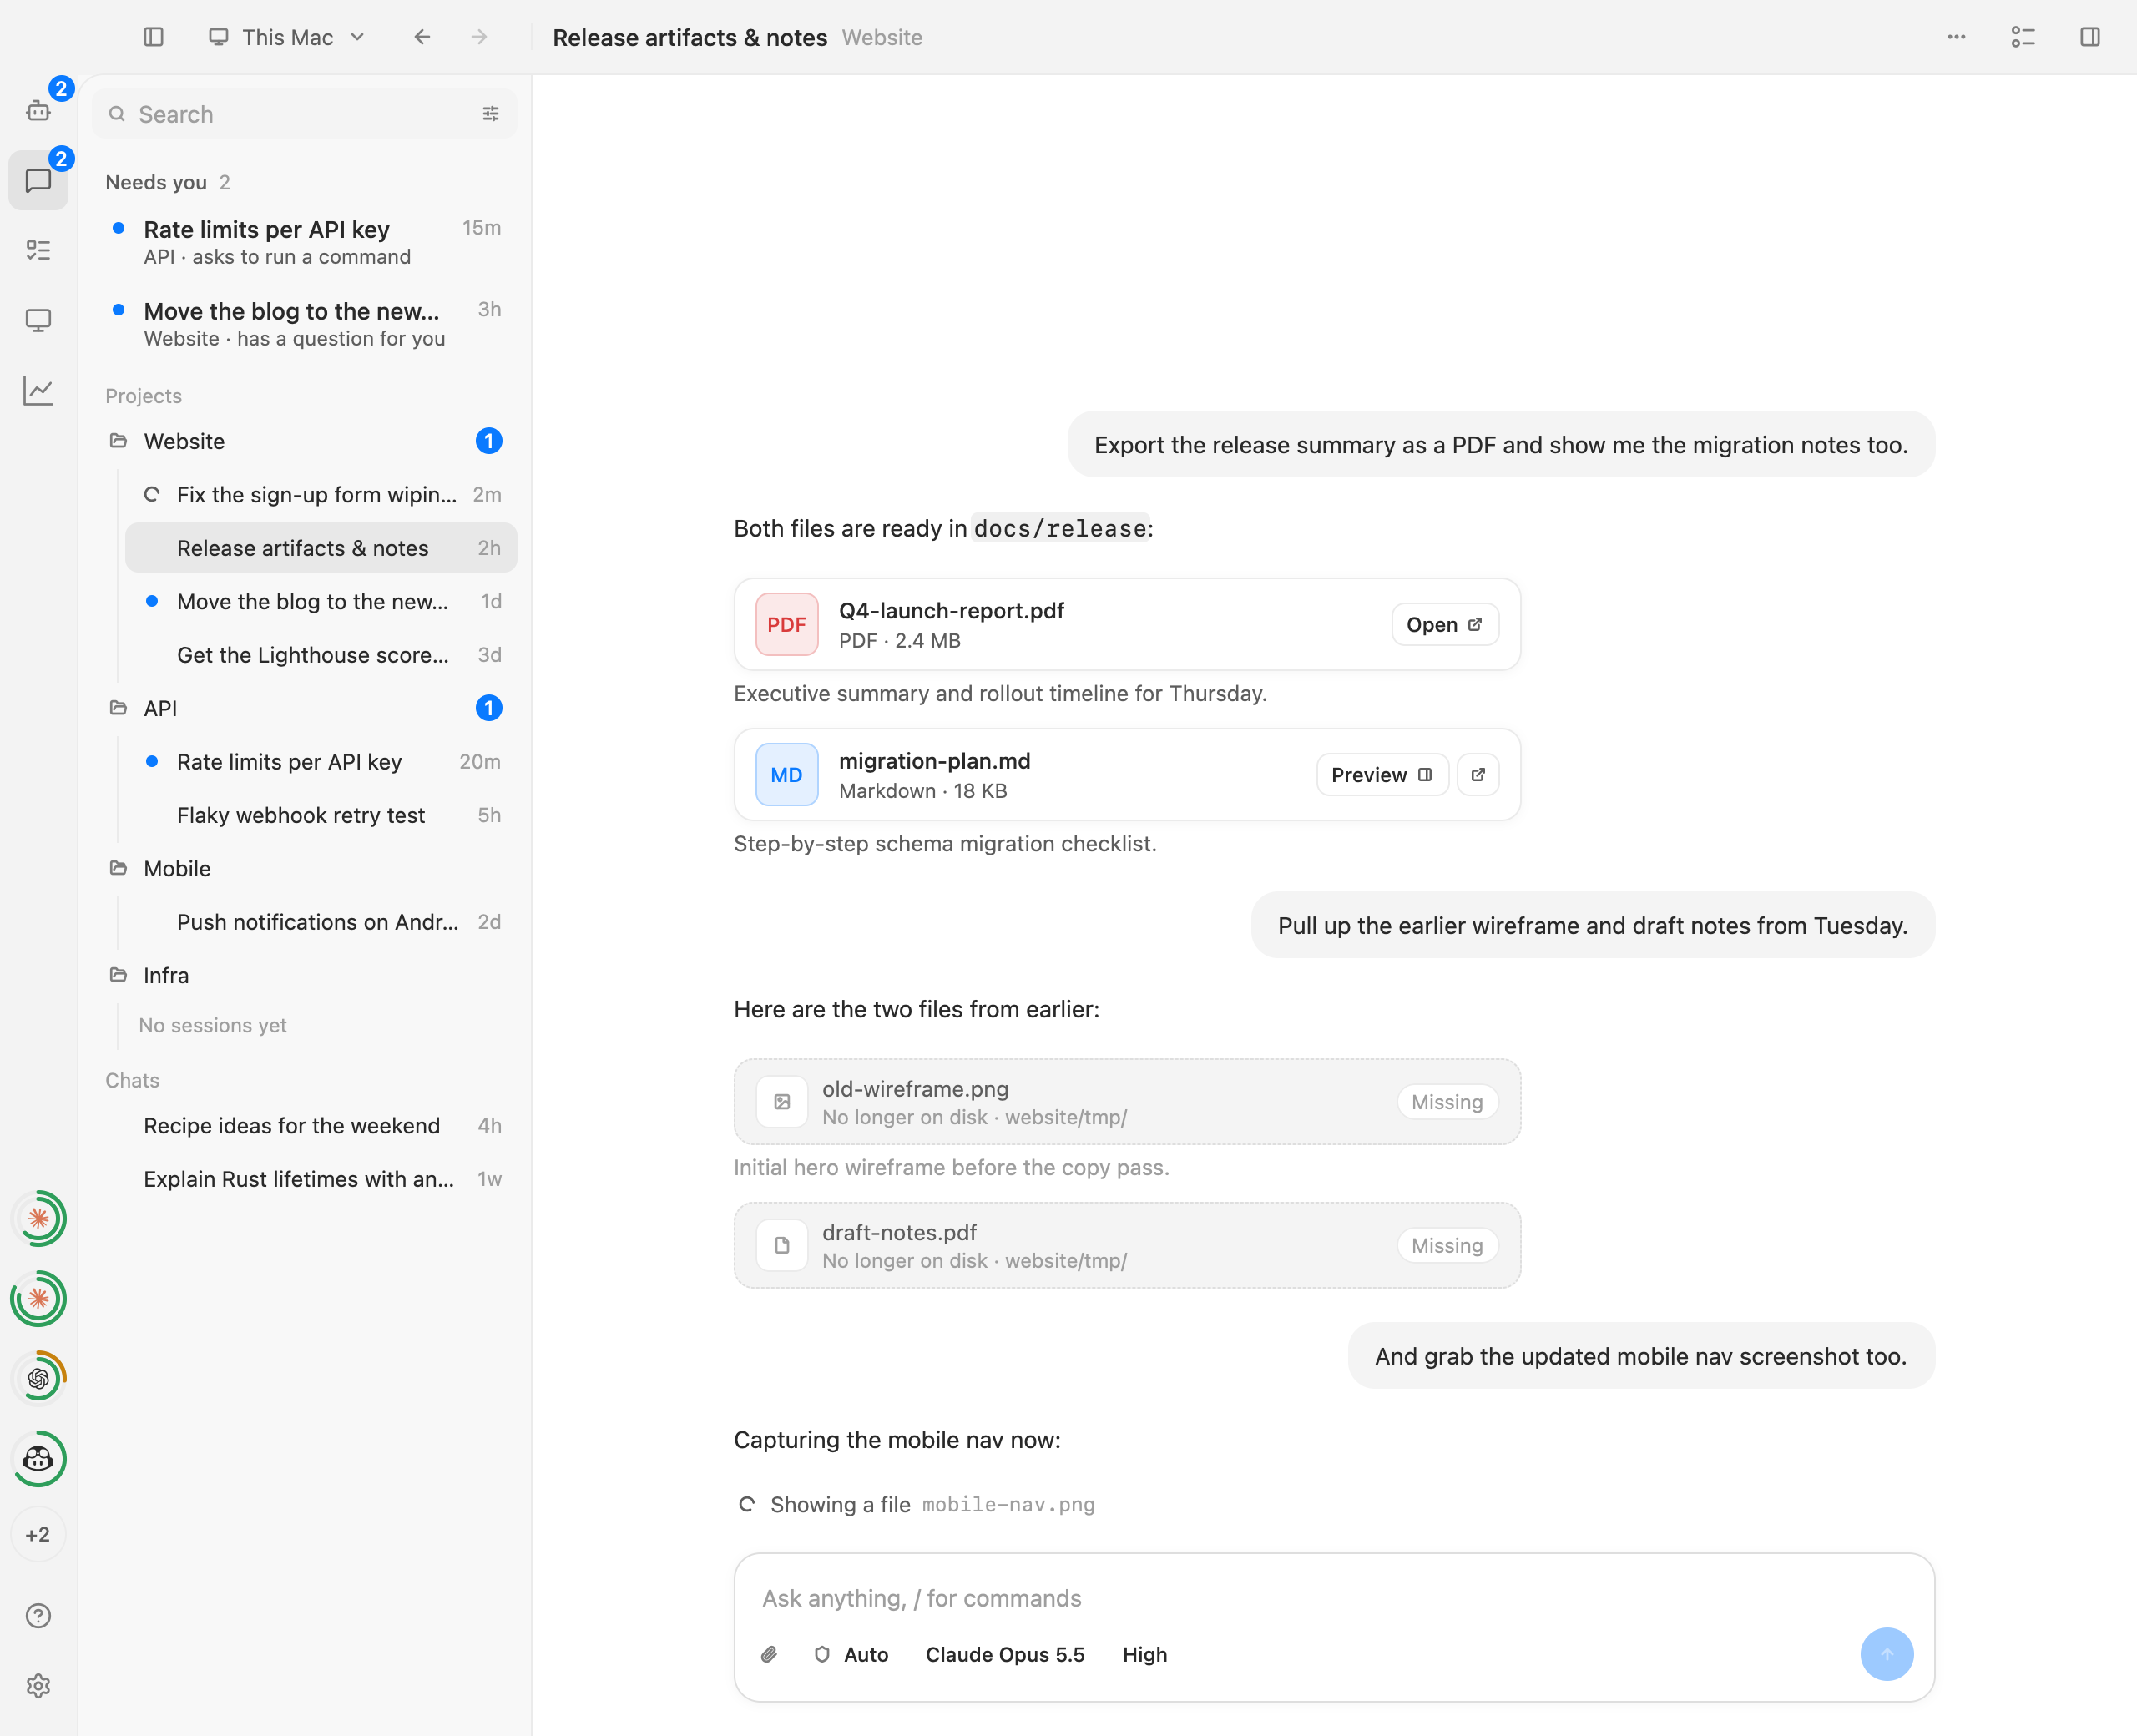 This Mac
Release artifacts & notes Website
2
2
Search
Needs you 2
Rate limits per API key 15m
API · asks to run a command
Move the blog to the new... 3h
Website · has a question for you
Projects
Website 1
Fix the sign-up form wipin... 2m
Release artifacts & notes 2h
Move the blog to the new... 1d
Get the Lighthouse score... 3d
API 1
Rate limits per API key 20m
Flaky webhook retry test 5h
Mobile
Push notifications on Andr... 2d
Infra
No sessions yet
Chats
Recipe ideas for the weekend 4h
Explain Rust lifetimes with an... 1w
+2
Export the release summary as a PDF and show me the migration notes too.
Both files are ready in docs/release:
PDF
Q4-launch-report.pdf
PDF · 2.4 MB
Open
Executive summary and rollout timeline for Thursday.
MD
migration-plan.md
Markdown · 18 KB
Preview
Step-by-step schema migration checklist.
Pull up the earlier wireframe and draft notes from Tuesday.
Here are the two files from earlier:
old-wireframe.png
No longer on disk · website/tmp/
Missing
Initial hero wireframe before the copy pass.
draft-notes.pdf
No longer on disk · website/tmp/
Missing
And grab the updated mobile nav screenshot too.
Capturing the mobile nav now:
Showing a file mobile-nav.png
Ask anything, / for commands
Auto Claude Opus 5.5 High